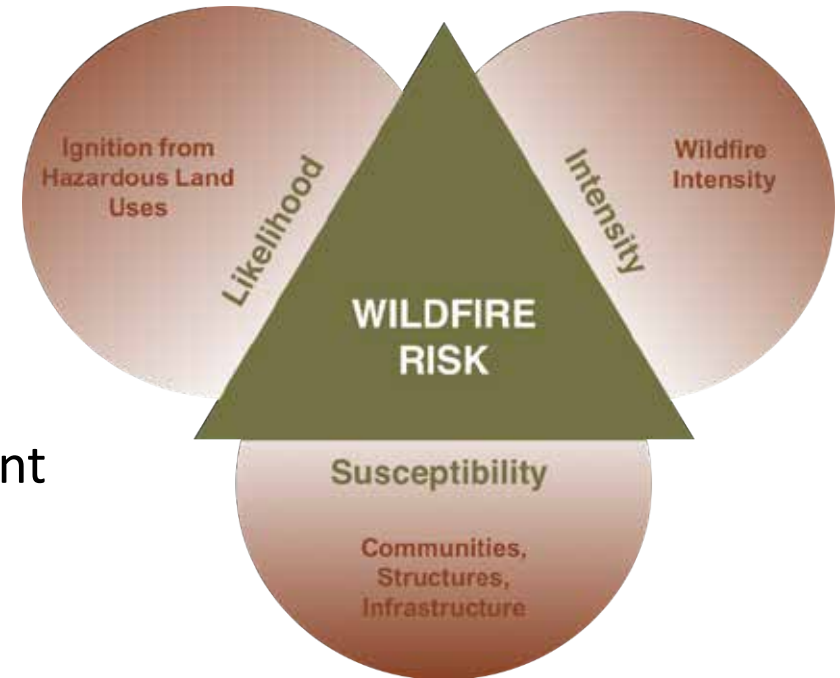 Ignition from
Hazardous Land
Uses
Likelihood
Intensity
Wildfire
Intensity
WILDFIRE
RISK
nt
Susceptibility
Communities,
Structures,
Infrastructure